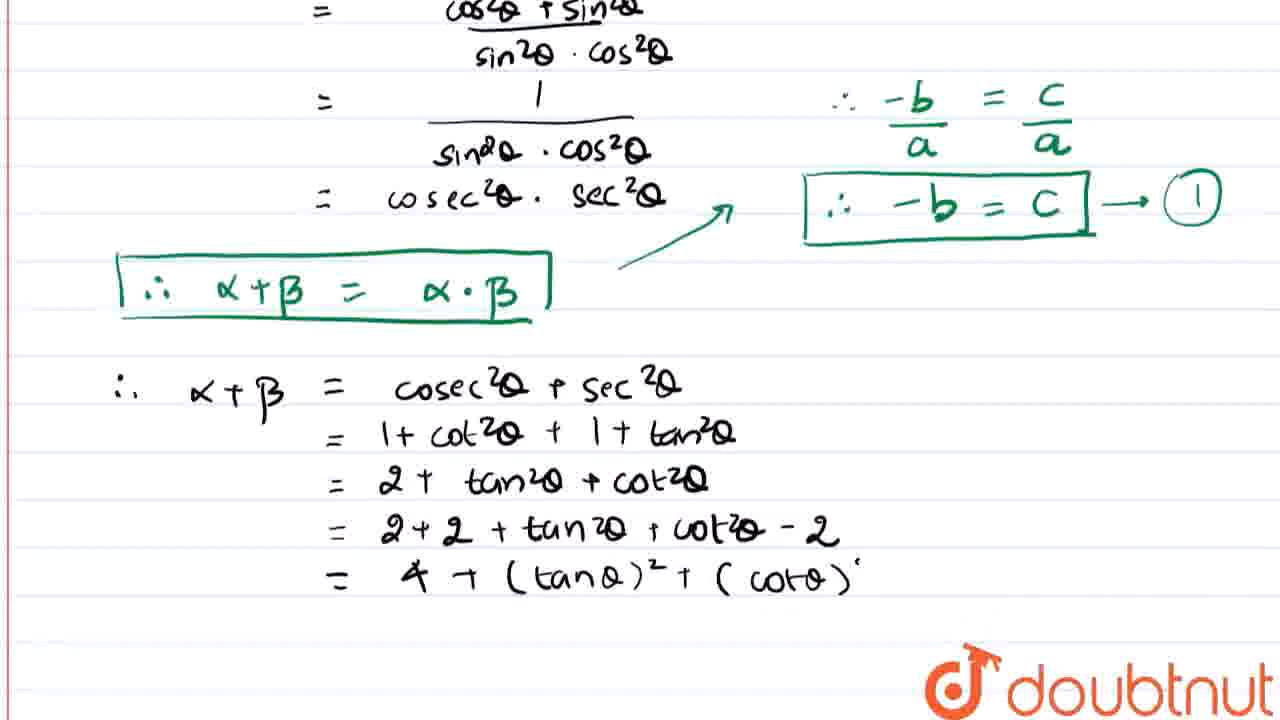 = cos²θ + sin²θ
sin²θ · cos²θ
= 1
sin²θ · cos²θ
= cosec²θ · sec²θ
∴ α+β = α·β
∴ -b/a = c/a
∴ -b = c → ①
∴ α+β = cosec²θ + sec²θ
= 1 + cot²θ + 1 + tan²θ
= 2 + tan²θ + cot²θ
= 2 + 2 + tan²θ + cot²θ - 2
= 4 + (tanθ)² + (cotθ)
doubtnut